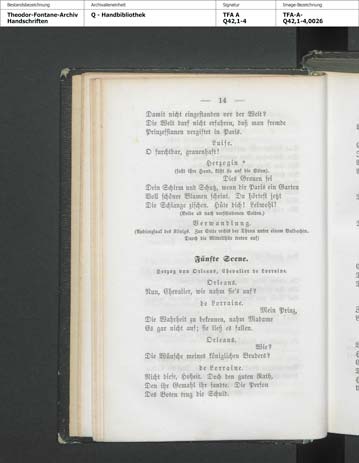 Bestandsbezeichnung
Theodor-Fontane-Archiv
Handschriften
Archivalieneinheit
Q - Handbibliothek
Signatur
TFA A
Q42,1-4
Image-Bezeichnung
TFA-A-
Q42,1-4,0026
— 14 —
Damit nicht eingestanden vor der Welt?
Die Welt darf nicht erfahren, daß man fremde
Prinzessinnen vergiftet in Paris.
Luise.
O furchtbar, grauenhaft!
Herzogin
(faßt ihre Hand, küßt sie auf die Stirn).
Dies Grauen sei
Dein Schirm und Schutz, wenn dir Paris ein Garten
Voll schöner Blumen scheint. Du hörtest jetzt
Die Schlange zischen. Hüte dich! Lebwohl!
(Beide ab nach verschiedenen Seiten.)
Verwandlung.
(Audienzsaal des Königs. Zur Seite rechts der Thron unter einem Baldachin.
Durch die Mittelthür treten auf)
Fünfte Scene.
Herzog von Orleans, Chevalier de Lorraine.
Orleans.
Nun, Chevalier, wie nahm sie's auf?
de Lorraine.
Mein Prinz,
Die Wahrheit zu bekennen, nahm Madame
Es gar nicht auf; sie ließ es fallen.
Orleans.
Wie?
Die Wünsche meines königlichen Bruders?
de Lorraine.
Nicht diese, Hoheit. Doch den guten Rath,
Den ihr Gemahl ihr sandte. Die Person
Des Boten trug die Schuld.